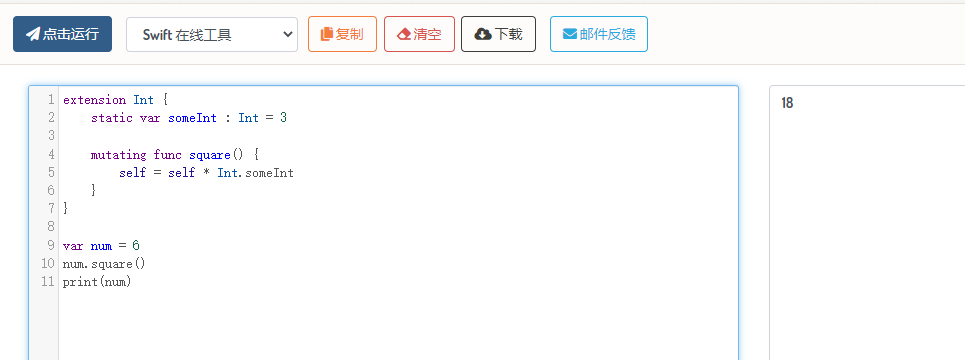 点击运行 Swift 在线工具 复制 清空 下载 邮件反馈
1 extension Int {
2     static var someInt : Int = 3
3
4     mutating func square() {
5         self = self * Int.someInt
6     }
7 }
8
9 var num = 6
10 num.square()
11 print(num)
18